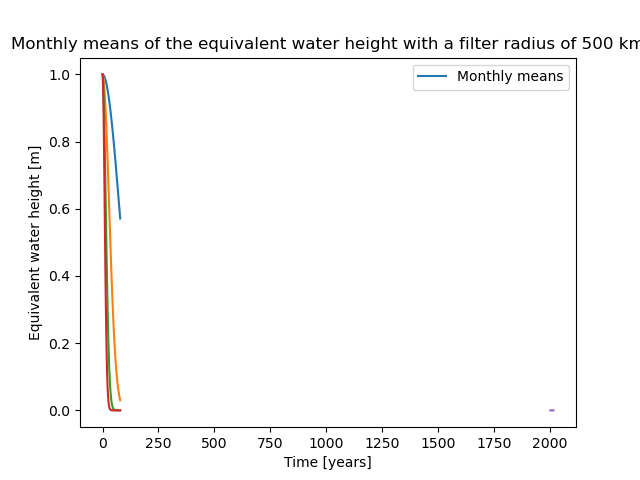 Monthly means of the equivalent water height with a filter radius of 500 km
Monthly means
1.0
0.8
0.6
0.4
0.2
0.0
Equivalent water height [m]
0 250 500 750 1000 1250 1500 1750 2000
Time [years]